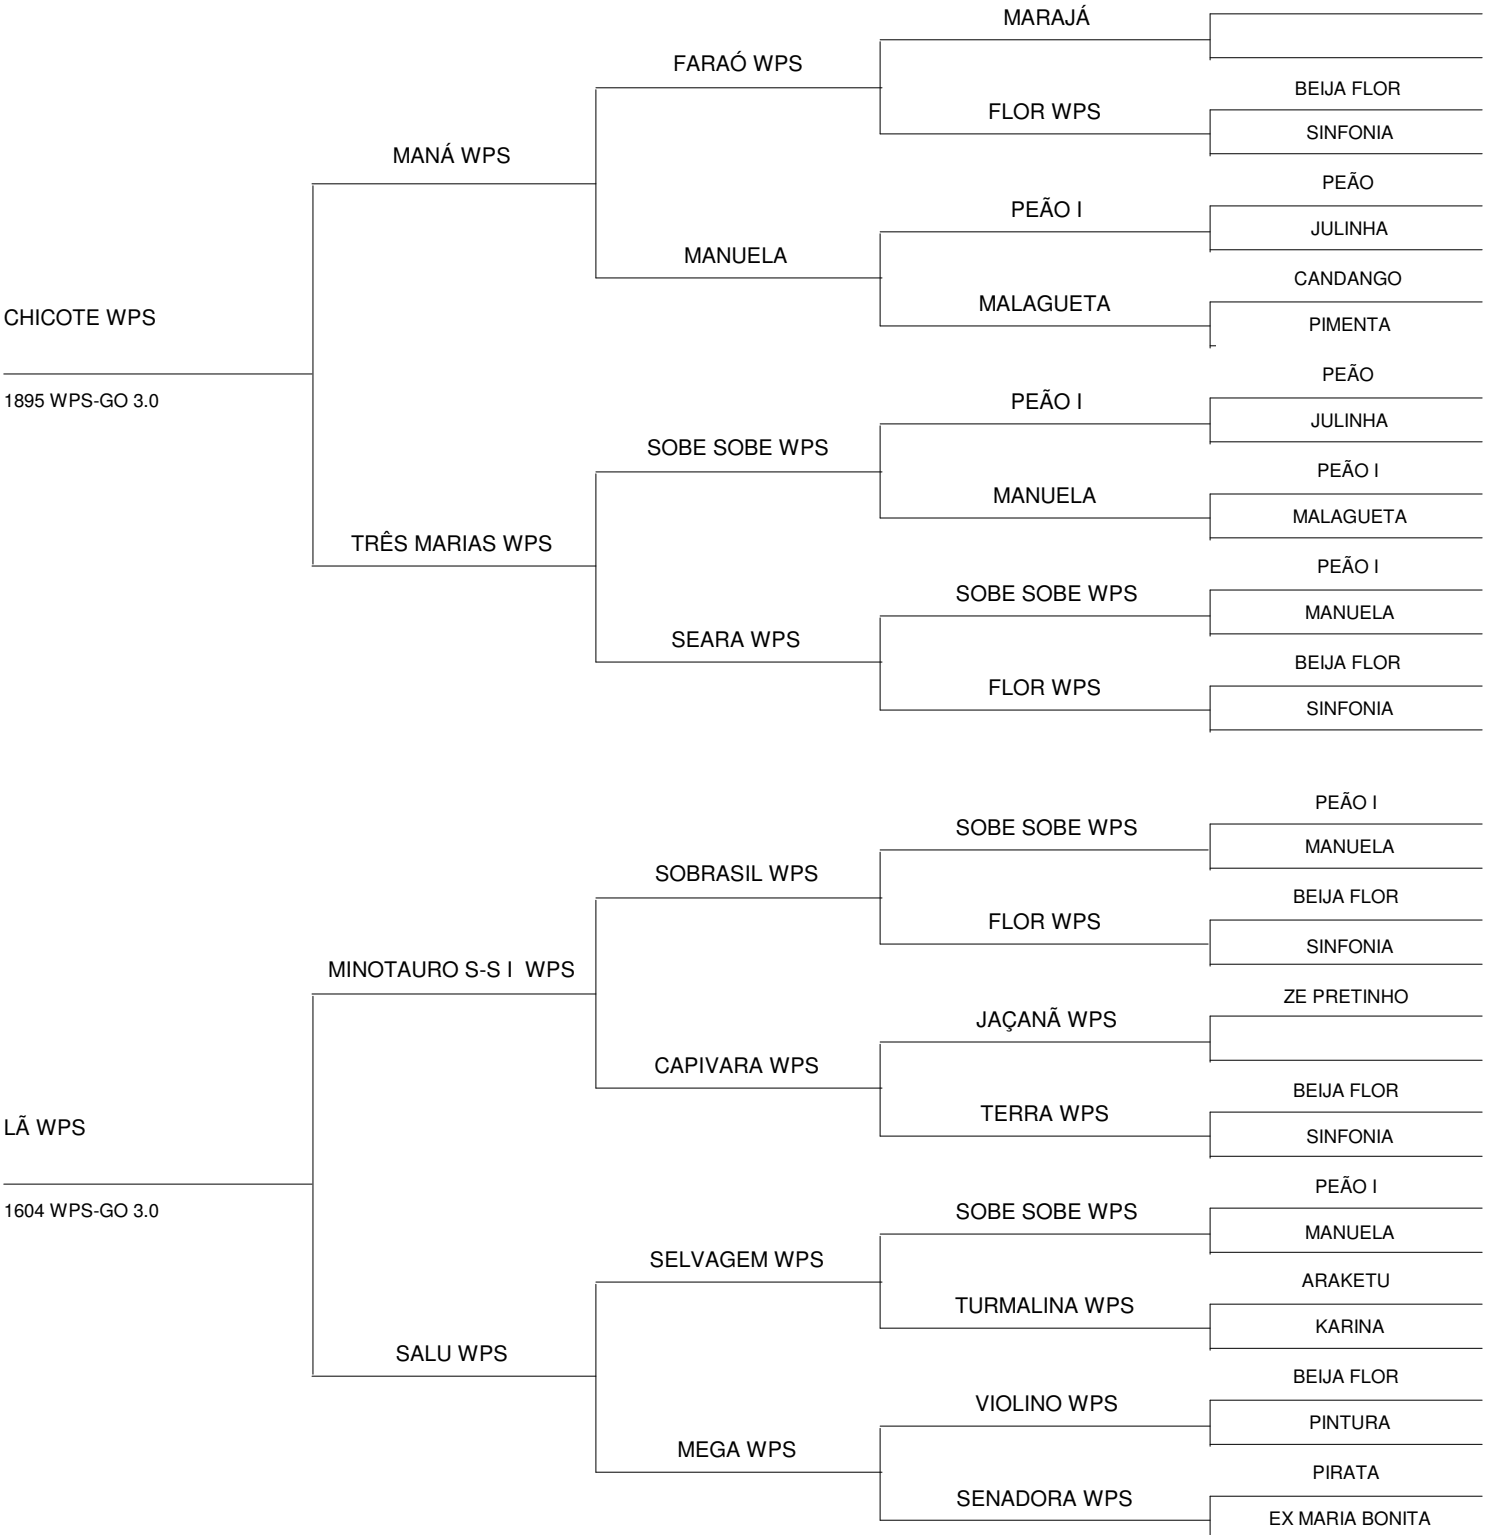 MARAJÁ
FARAÓ WPS
BEIJA FLOR
FLOR WPS
SINFONIA
MANÁ WPS
PEÃO
PEÃO I
JULINHA
MANUELA
CANDANGO
MALAGUETA
PIMENTA
CHICOTE WPS
1895 WPS-GO 3.0
PEÃO
PEÃO I
JULINHA
SOBE SOBE WPS
PEÃO I
MANUELA
MALAGUETA
TRÊS MARIAS WPS
PEÃO I
SOBE SOBE WPS
MANUELA
SEARA WPS
BEIJA FLOR
FLOR WPS
SINFONIA
PEÃO I
SOBE SOBE WPS
MANUELA
SOBRASIL WPS
BEIJA FLOR
FLOR WPS
SINFONIA
MINOTAURO S-S I  WPS
ZE PRETINHO
JAÇANÃ WPS
CAPIVARA WPS
BEIJA FLOR
TERRA WPS
SINFONIA
LÃ WPS
1604 WPS-GO 3.0
PEÃO I
SOBE SOBE WPS
MANUELA
SELVAGEM WPS
ARAKETU
TURMALINA WPS
KARINA
SALU WPS
BEIJA FLOR
VIOLINO WPS
PINTURA
MEGA WPS
PIRATA
SENADORA WPS
EX MARIA BONITA